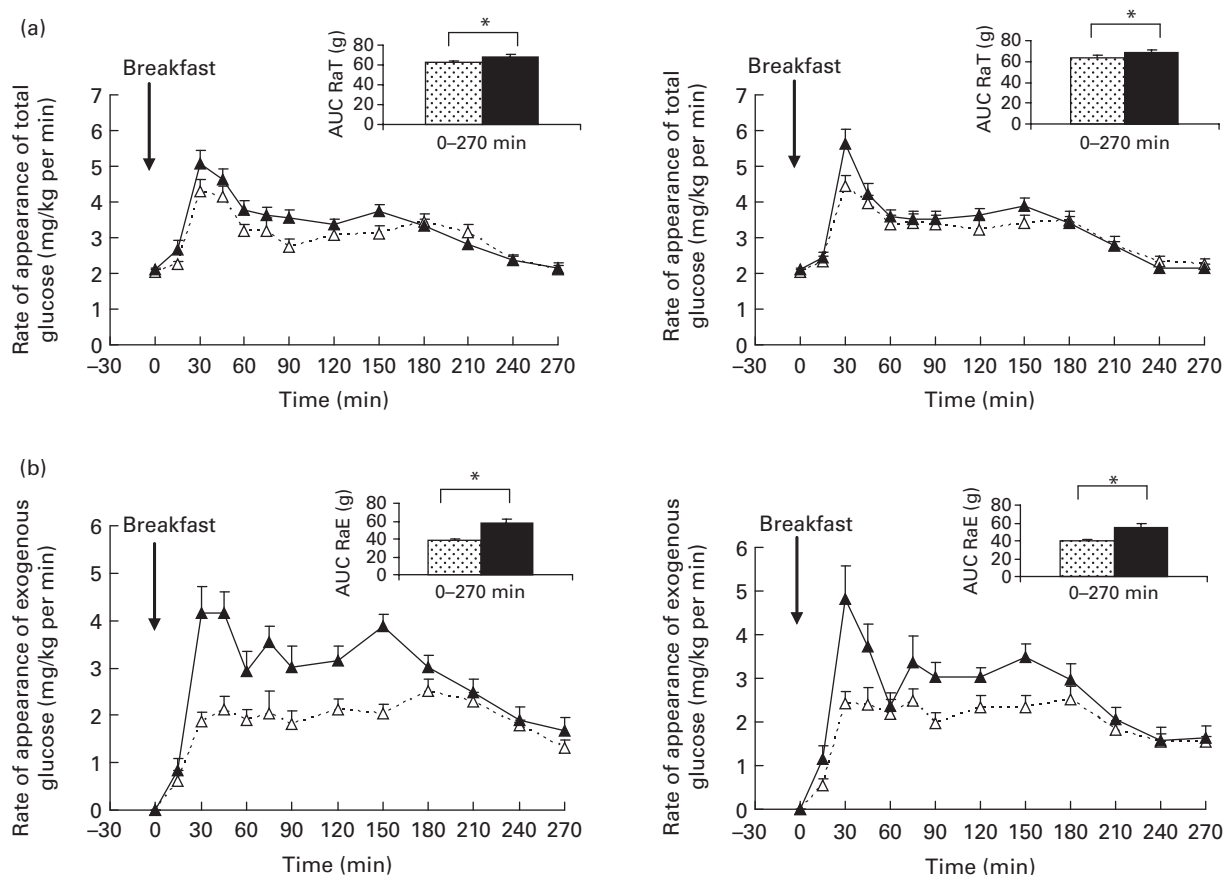 (a)
Rate of appearance of total
glucose (mg/kg per min)
Breakfast
7
6
5
4
3
2
1
0
–30 0 30 60 90 120 150 180 210 240 270
Time (min)
AUC RaT (g)
80
60
40
20
0
*
0–270 min
Rate of appearance of total
glucose (mg/kg per min)
Breakfast
7
6
5
4
3
2
1
0
–30 0 30 60 90 120 150 180 210 240 270
Time (min)
AUC RaT (g)
80
60
40
20
0
*
0–270 min
(b)
Rate of appearance of exogenous
glucose (mg/kg per min)
Breakfast
6
5
4
3
2
1
0
–30 0 30 60 90 120 150 180 210 240 270
Time (min)
AUC RaE (g)
80
60
40
20
0
*
0–270 min
Rate of appearance of exogenous
glucose (mg/kg per min)
Breakfast
6
5
4
3
2
1
0
–30 0 30 60 90 120 150 180 210 240 270
Time (min)
AUC RaE (g)
80
60
40
20
0
*
0–270 min